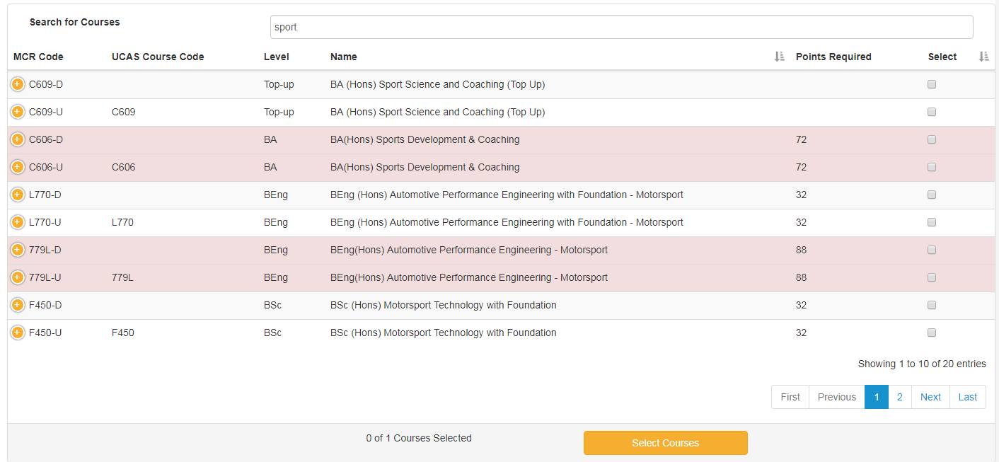 Search for Courses sport
MCR Code UCAS Course Code Level Name Points Required Select
C609-D Top-up BA (Hons) Sport Science and Coaching (Top Up)
C609-U C609 Top-up BA (Hons) Sport Science and Coaching (Top Up)
C606-D BA BA(Hons) Sports Development & Coaching 72
C606-U C606 BA BA(Hons) Sports Development & Coaching 72
L770-D BEng BEng (Hons) Automotive Performance Engineering with Foundation - Motorsport 32
L770-U L770 BEng BEng (Hons) Automotive Performance Engineering with Foundation - Motorsport 32
779L-D BEng BEng(Hons) Automotive Performance Engineering - Motorsport 88
779L-U 779L BEng BEng(Hons) Automotive Performance Engineering - Motorsport 88
F450-D BSc BSc (Hons) Motorsport Technology with Foundation 32
F450-U F450 BSc BSc (Hons) Motorsport Technology with Foundation 32
Showing 1 to 10 of 20 entries
First Previous 1 2 Next Last
0 of 1 Courses Selected Select Courses